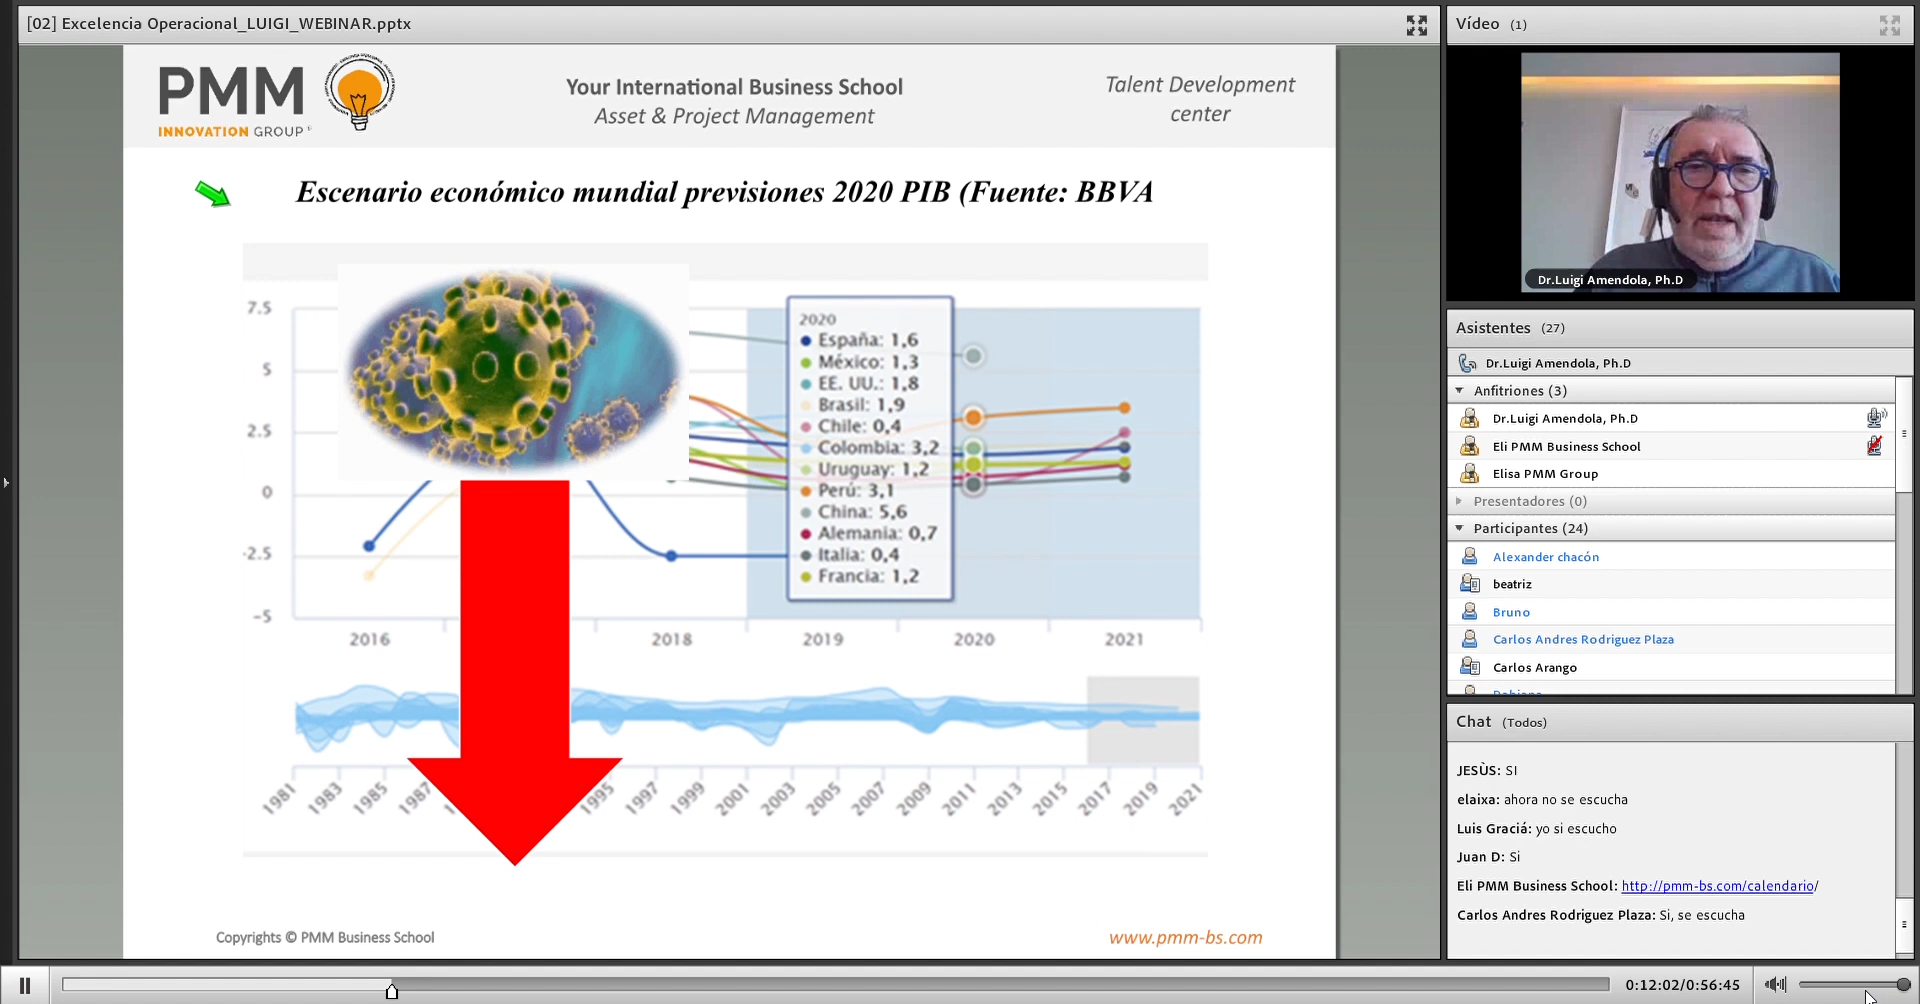 [02] Excelencia Operacional_LUIGI_WEBINAR.pptx
PMM
INNOVATION GROUP
Your International Business School
Asset & Project Management
Talent Development
center
Escenario económico mundial previsiones 2020 PIB (Fuente: BBVA
7.5
5
2.5
0
-2.5
-5
2020
España: 1,6
México: 1,3
EE. UU.: 1,8
Brasil: 1,9
Chile: 0,4
Colombia: 3,2
Uruguay: 1,2
Perú: 3,1
China: 5,6
Alemania: 0,7
Italia: 0,4
Francia: 1,2
2016
2018
2019
2020
2021
1981
1983
1985
1987
1995
1997
1999
2001
2003
2005
2007
2009
2011
2013
2015
2017
2019
2021
Copyrights © PMM Business School
www.pmm-bs.com
Vídeo (1)
Dr.Luigi Amendola, Ph.D
Asistentes (27)
Dr.Luigi Amendola, Ph.D
Anfitriones (3)
Dr.Luigi Amendola, Ph.D
Eli PMM Business School
Elisa PMM Group
Presentadores (0)
Participantes (24)
Alexander chacón
beatriz
Bruno
Carlos Andres Rodriguez Plaza
Carlos Arango
Chat (Todos)
JESÙS: SI
elaixa: ahora no se escucha
Luis Graciá: yo si escucho
Juan D: Si
Eli PMM Business School: http://pmm-bs.com/calendario/
Carlos Andres Rodriguez Plaza: Si, se escucha
0:12:02/0:56:45